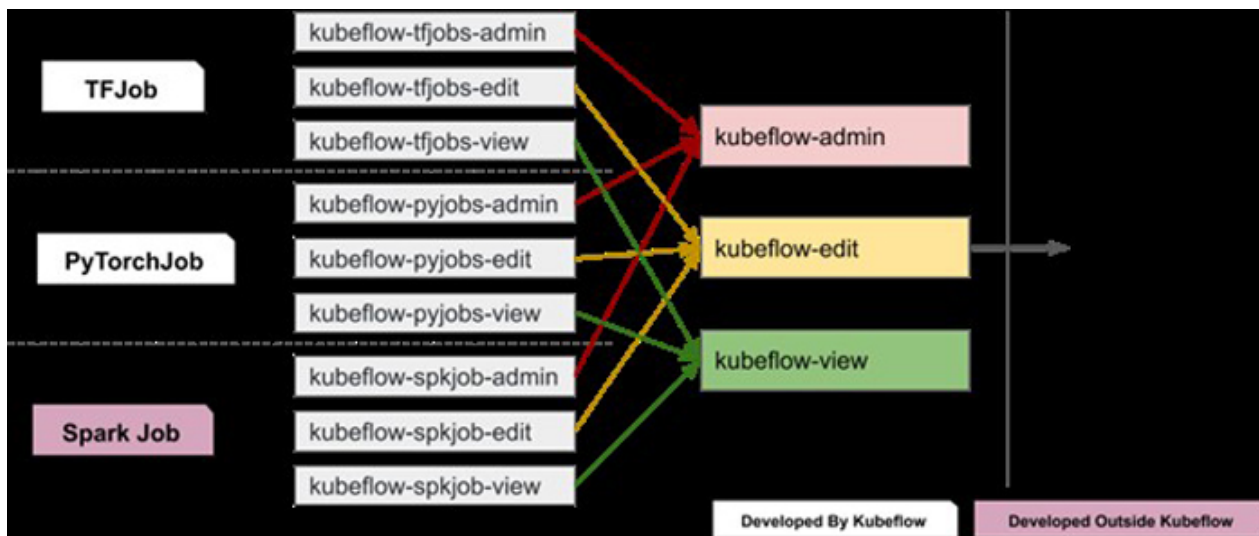 TFJob
kubeflow-tfjobs-admin
kubeflow-tfjobs-edit
kubeflow-tfjobs-view
PyTorchJob
kubeflow-pyjobs-admin
kubeflow-pyjobs-edit
kubeflow-pyjobs-view
Spark Job
kubeflow-spkjob-admin
kubeflow-spkjob-edit
kubeflow-spkjob-view
kubeflow-admin
kubeflow-edit
kubeflow-view
Developed By Kubeflow
Developed Outside Kubeflow